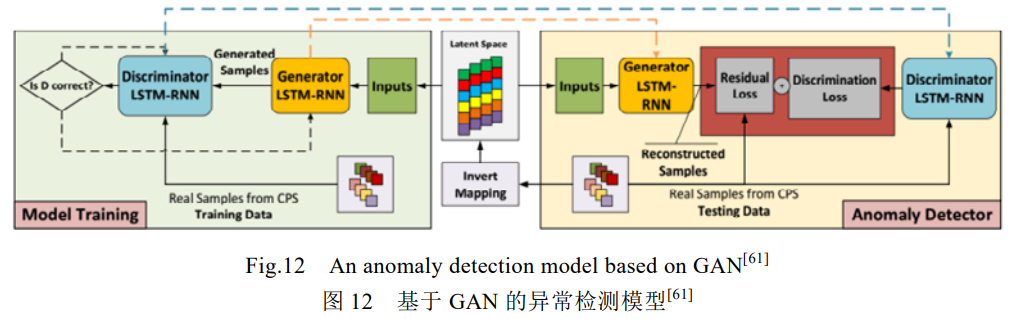 Is D correct?
Discriminator
LSTM-RNN
Generated
Samples
Generator
LSTM-RNN
Inputs
Real Samples from CPS
Training Data
Model Training
Latent Space
Invert
Mapping
Inputs
Generator
LSTM-
RNN
Residual
Loss
+
Discrimination
Loss
Discriminator
LSTM-RNN
Reconstructed
Samples
Real Samples from CPS
Testing Data
Anomaly Detector
Fig.12 An anomaly detection model based on GAN[61]
图 12 基于 GAN 的异常检测模型[61]